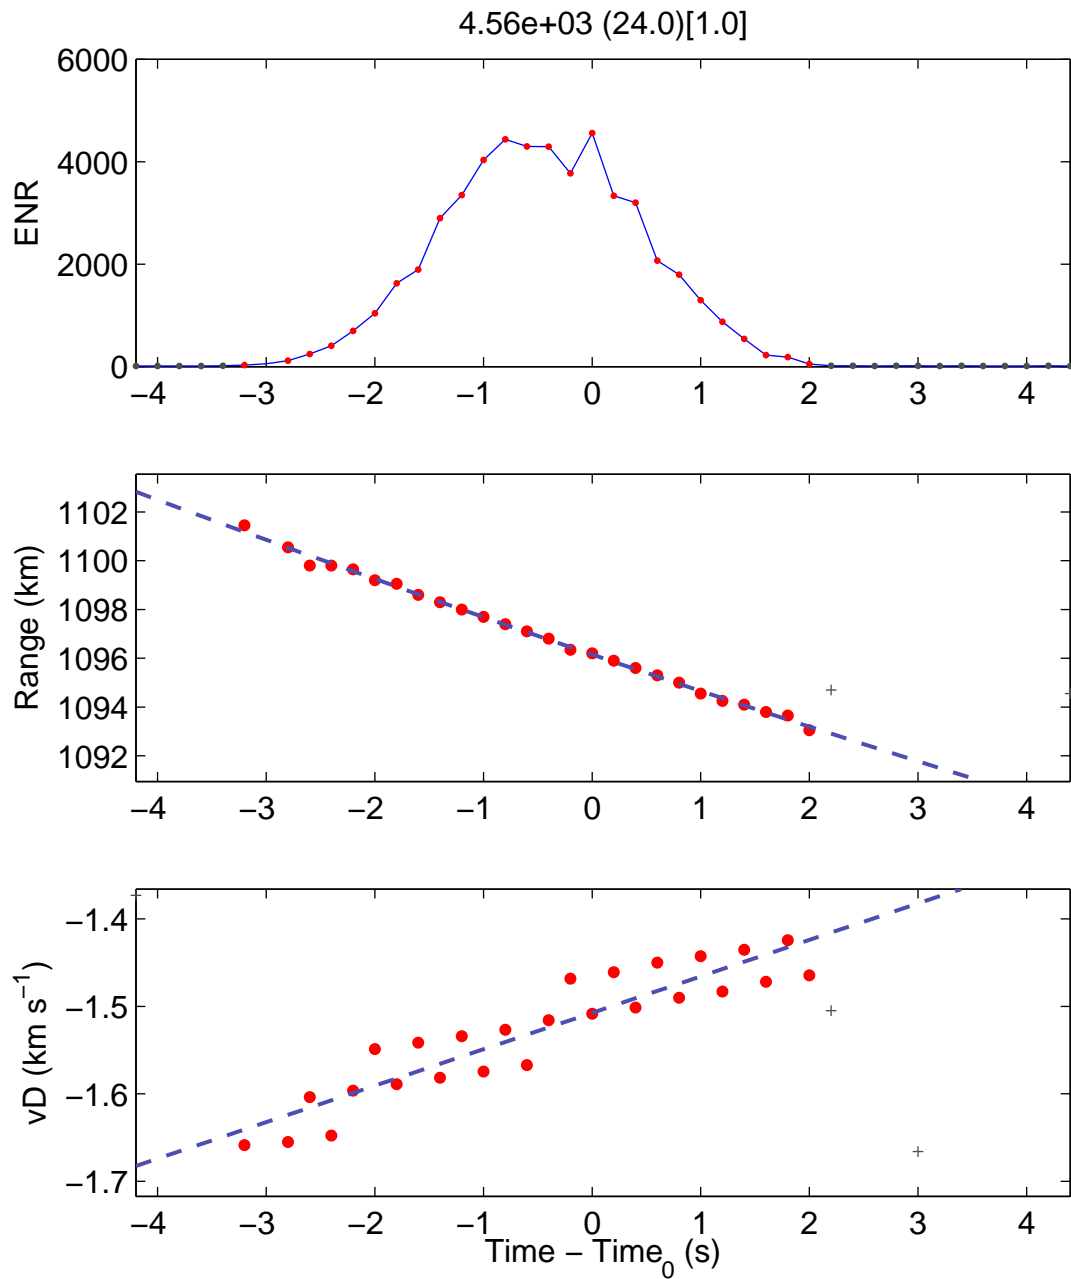 4.56e+03 (24.0)[1.0]
6000
4000
2000
0
ENR
−4 −3 −2 −1 0 1 2 3 4
1102
1100
1098
1096
1094
1092
Range (km)
−4 −3 −2 −1 0 1 2 3 4
−1.4
−1.5
−1.6
−1.7
vD (km s−1)
−4 −3 −2 −1 0 1 2 3 4
Time − Time0 (s)